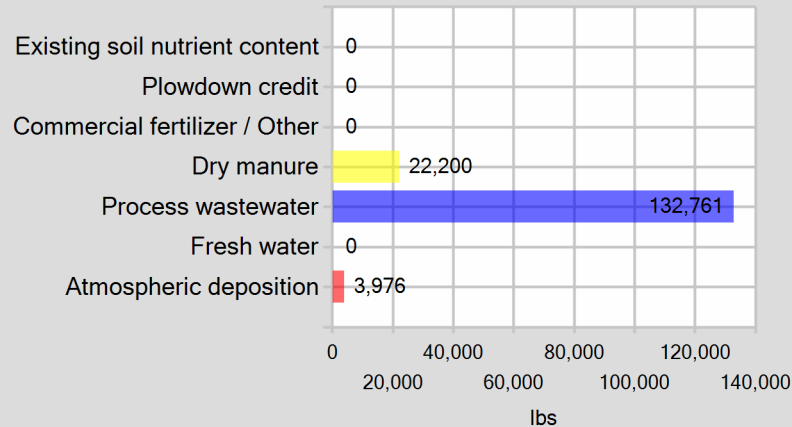 Existing soil nutrient content 0
Plowdown credit 0
Commercial fertilizer / Other 0
Dry manure 22,200
Process wastewater 132,761
Fresh water 0
Atmospheric deposition 3,976
0 40,000 80,000 120,000
20,000 60,000 100,000 140,000
lbs